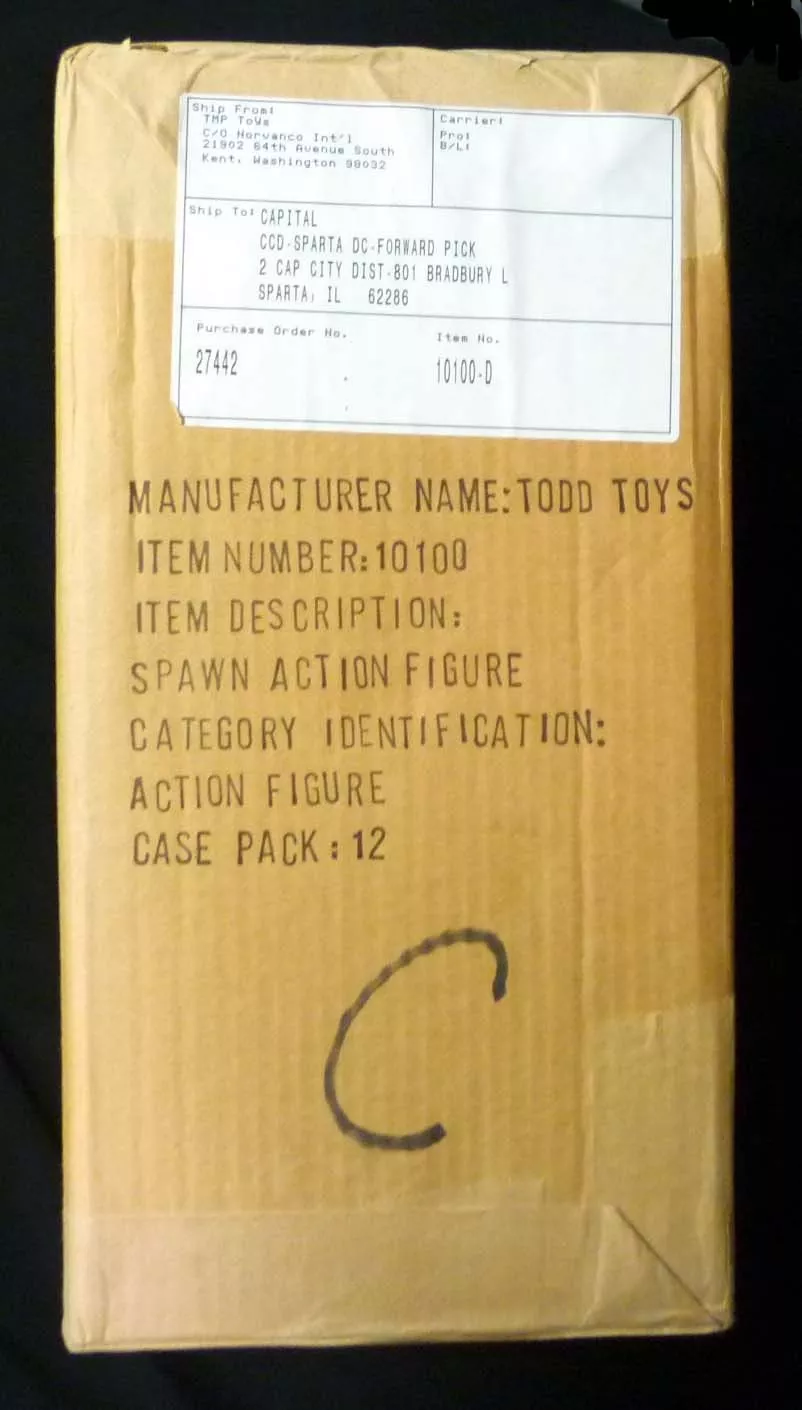 Ship From:
TMP ToWs
C/O Norvanco Int'l
21902 64th Avenue South
Kent, Washington 98032
Carrier:
Pro:
B/L:
Ship To: CAPITAL
CCD-SPARTA DC-FORWARD PICK
2 CAP CITY DIST-801 BRADBURY L
SPARTA, IL 62286
Purchase Order No.
27442
Item No.
10100-D
MANUFACTURER NAME:TODD TOYS
ITEM NUMBER:10100
ITEM DESCRIPTION:
SPAWN ACTION FIGURE
CATEGORY IDENTIFICATION:
ACTION FIGURE
CASE PACK:12
C